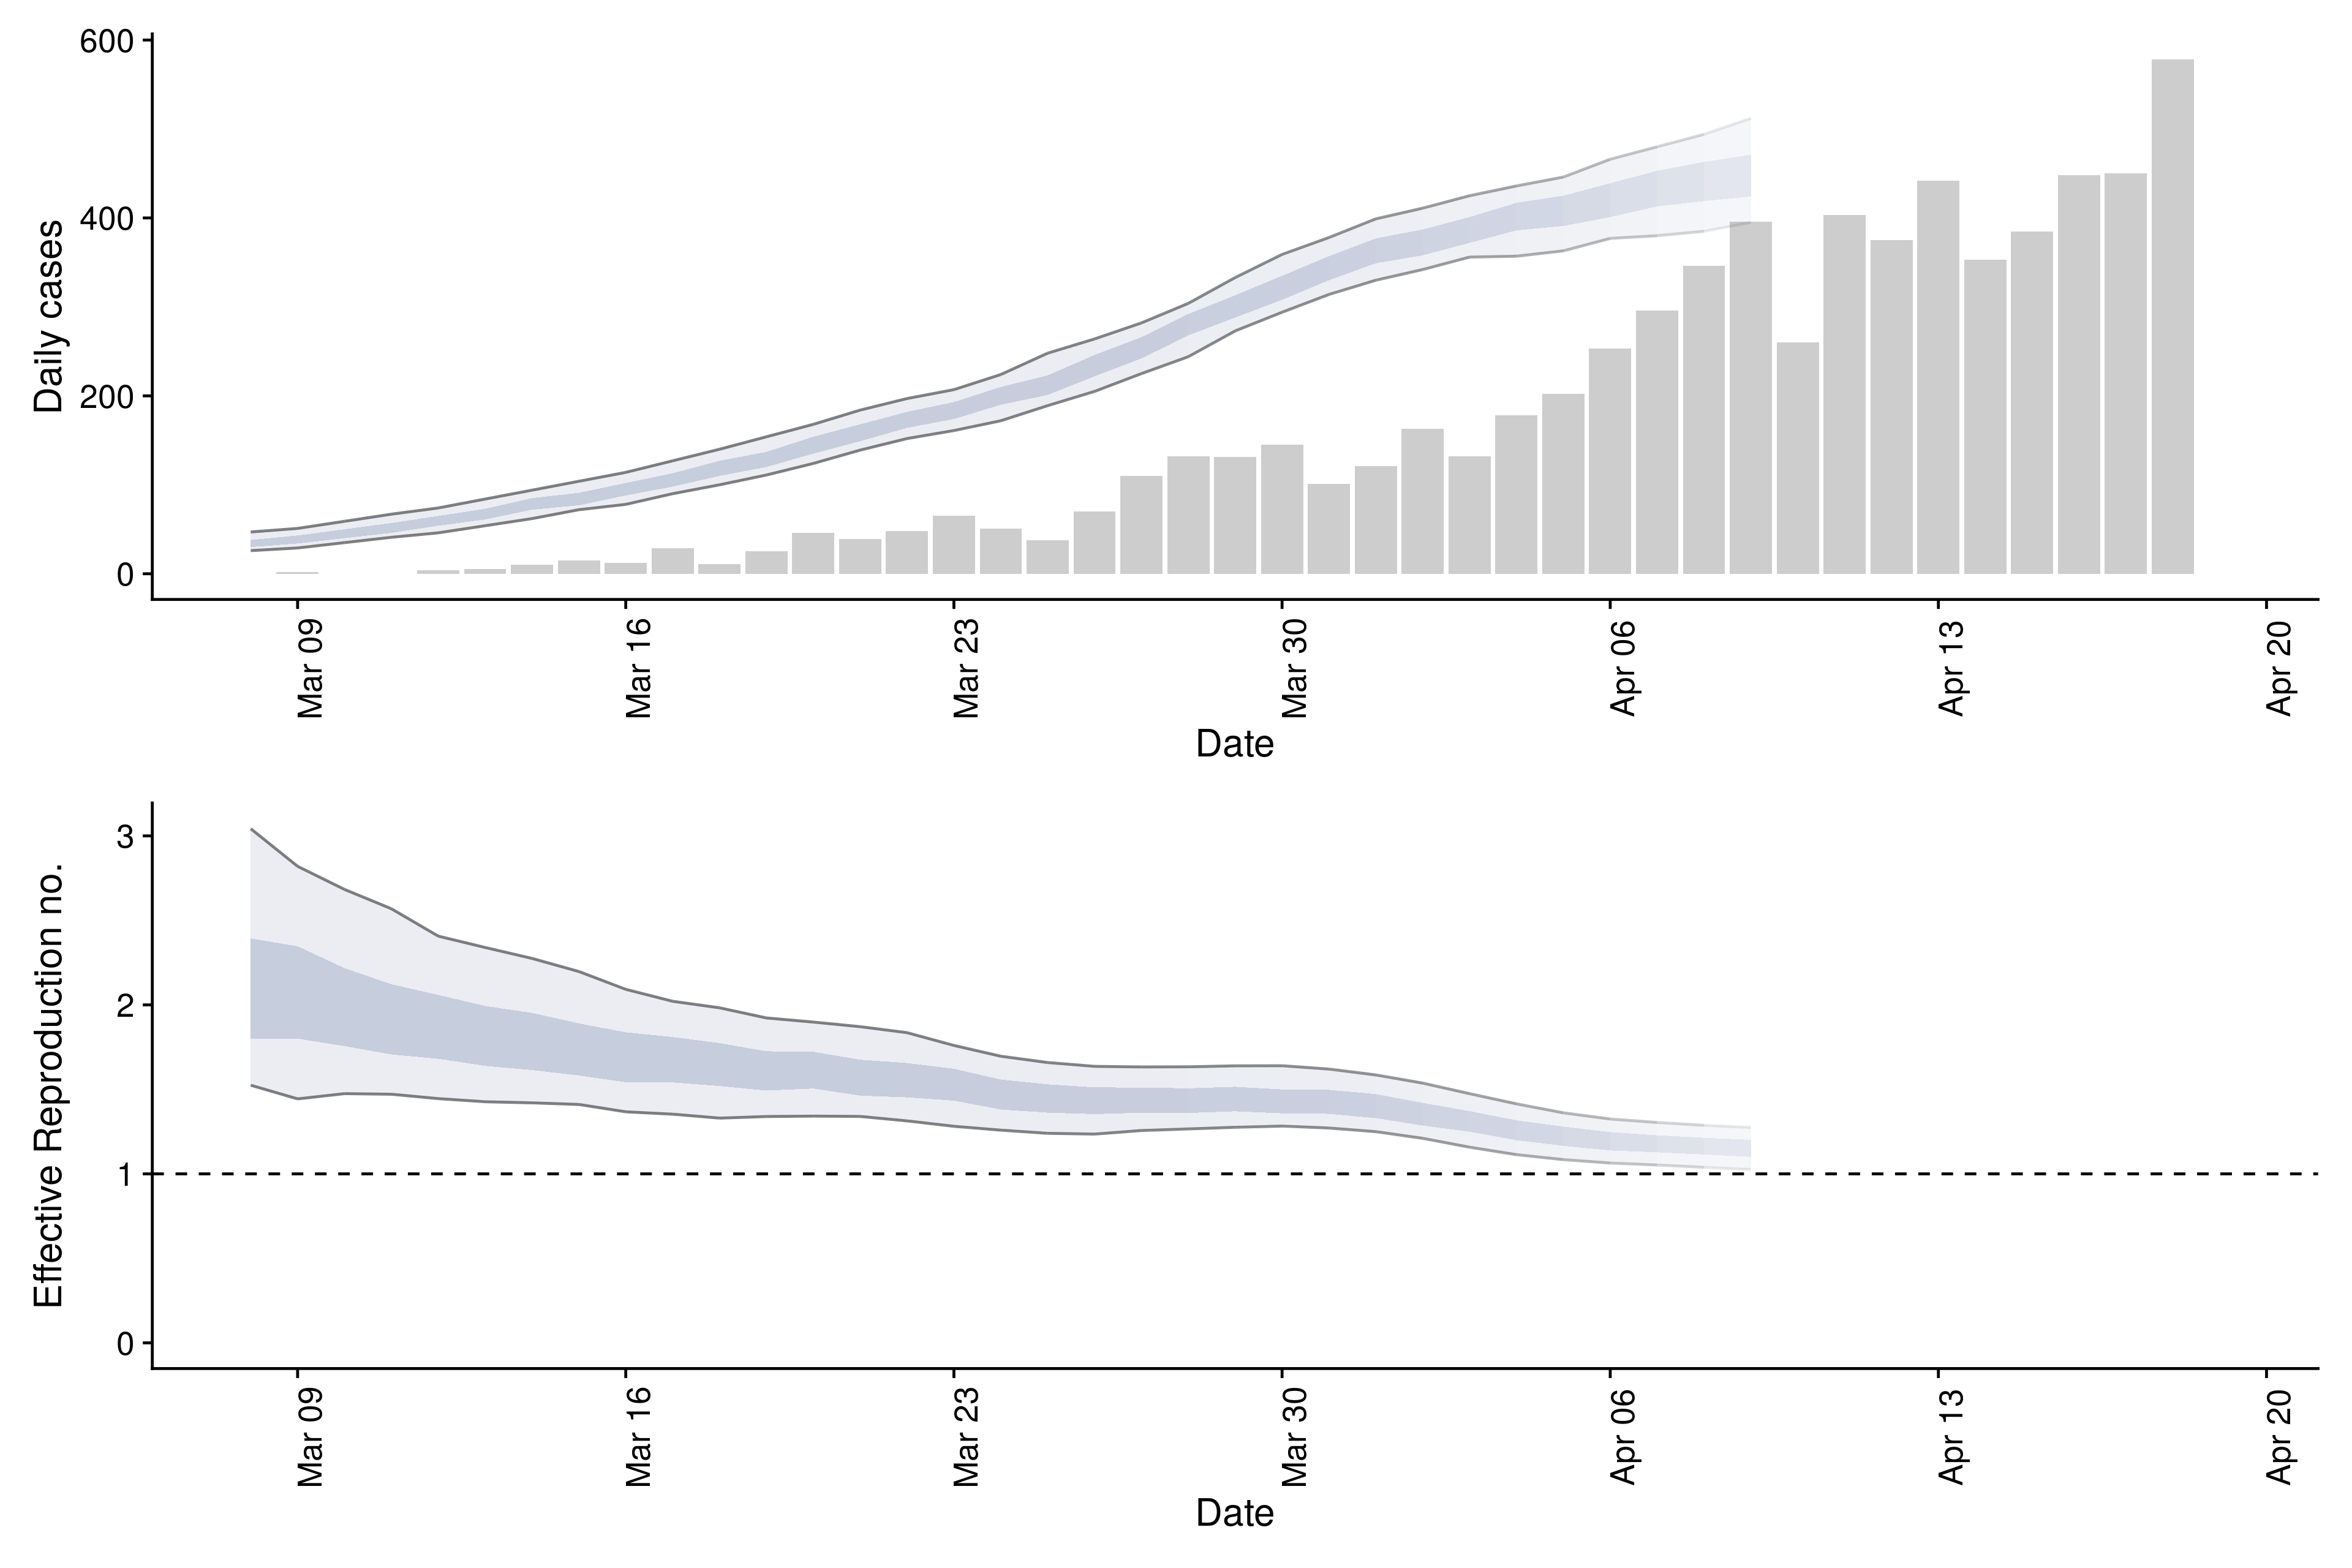 Daily cases
600
400
200
0
Mar 09
Mar 16
Mar 23
Mar 30
Apr 06
Apr 13
Apr 20
Date
Effective Reproduction no.
3
2
1
0
Mar 09
Mar 16
Mar 23
Mar 30
Apr 06
Apr 13
Apr 20
Date